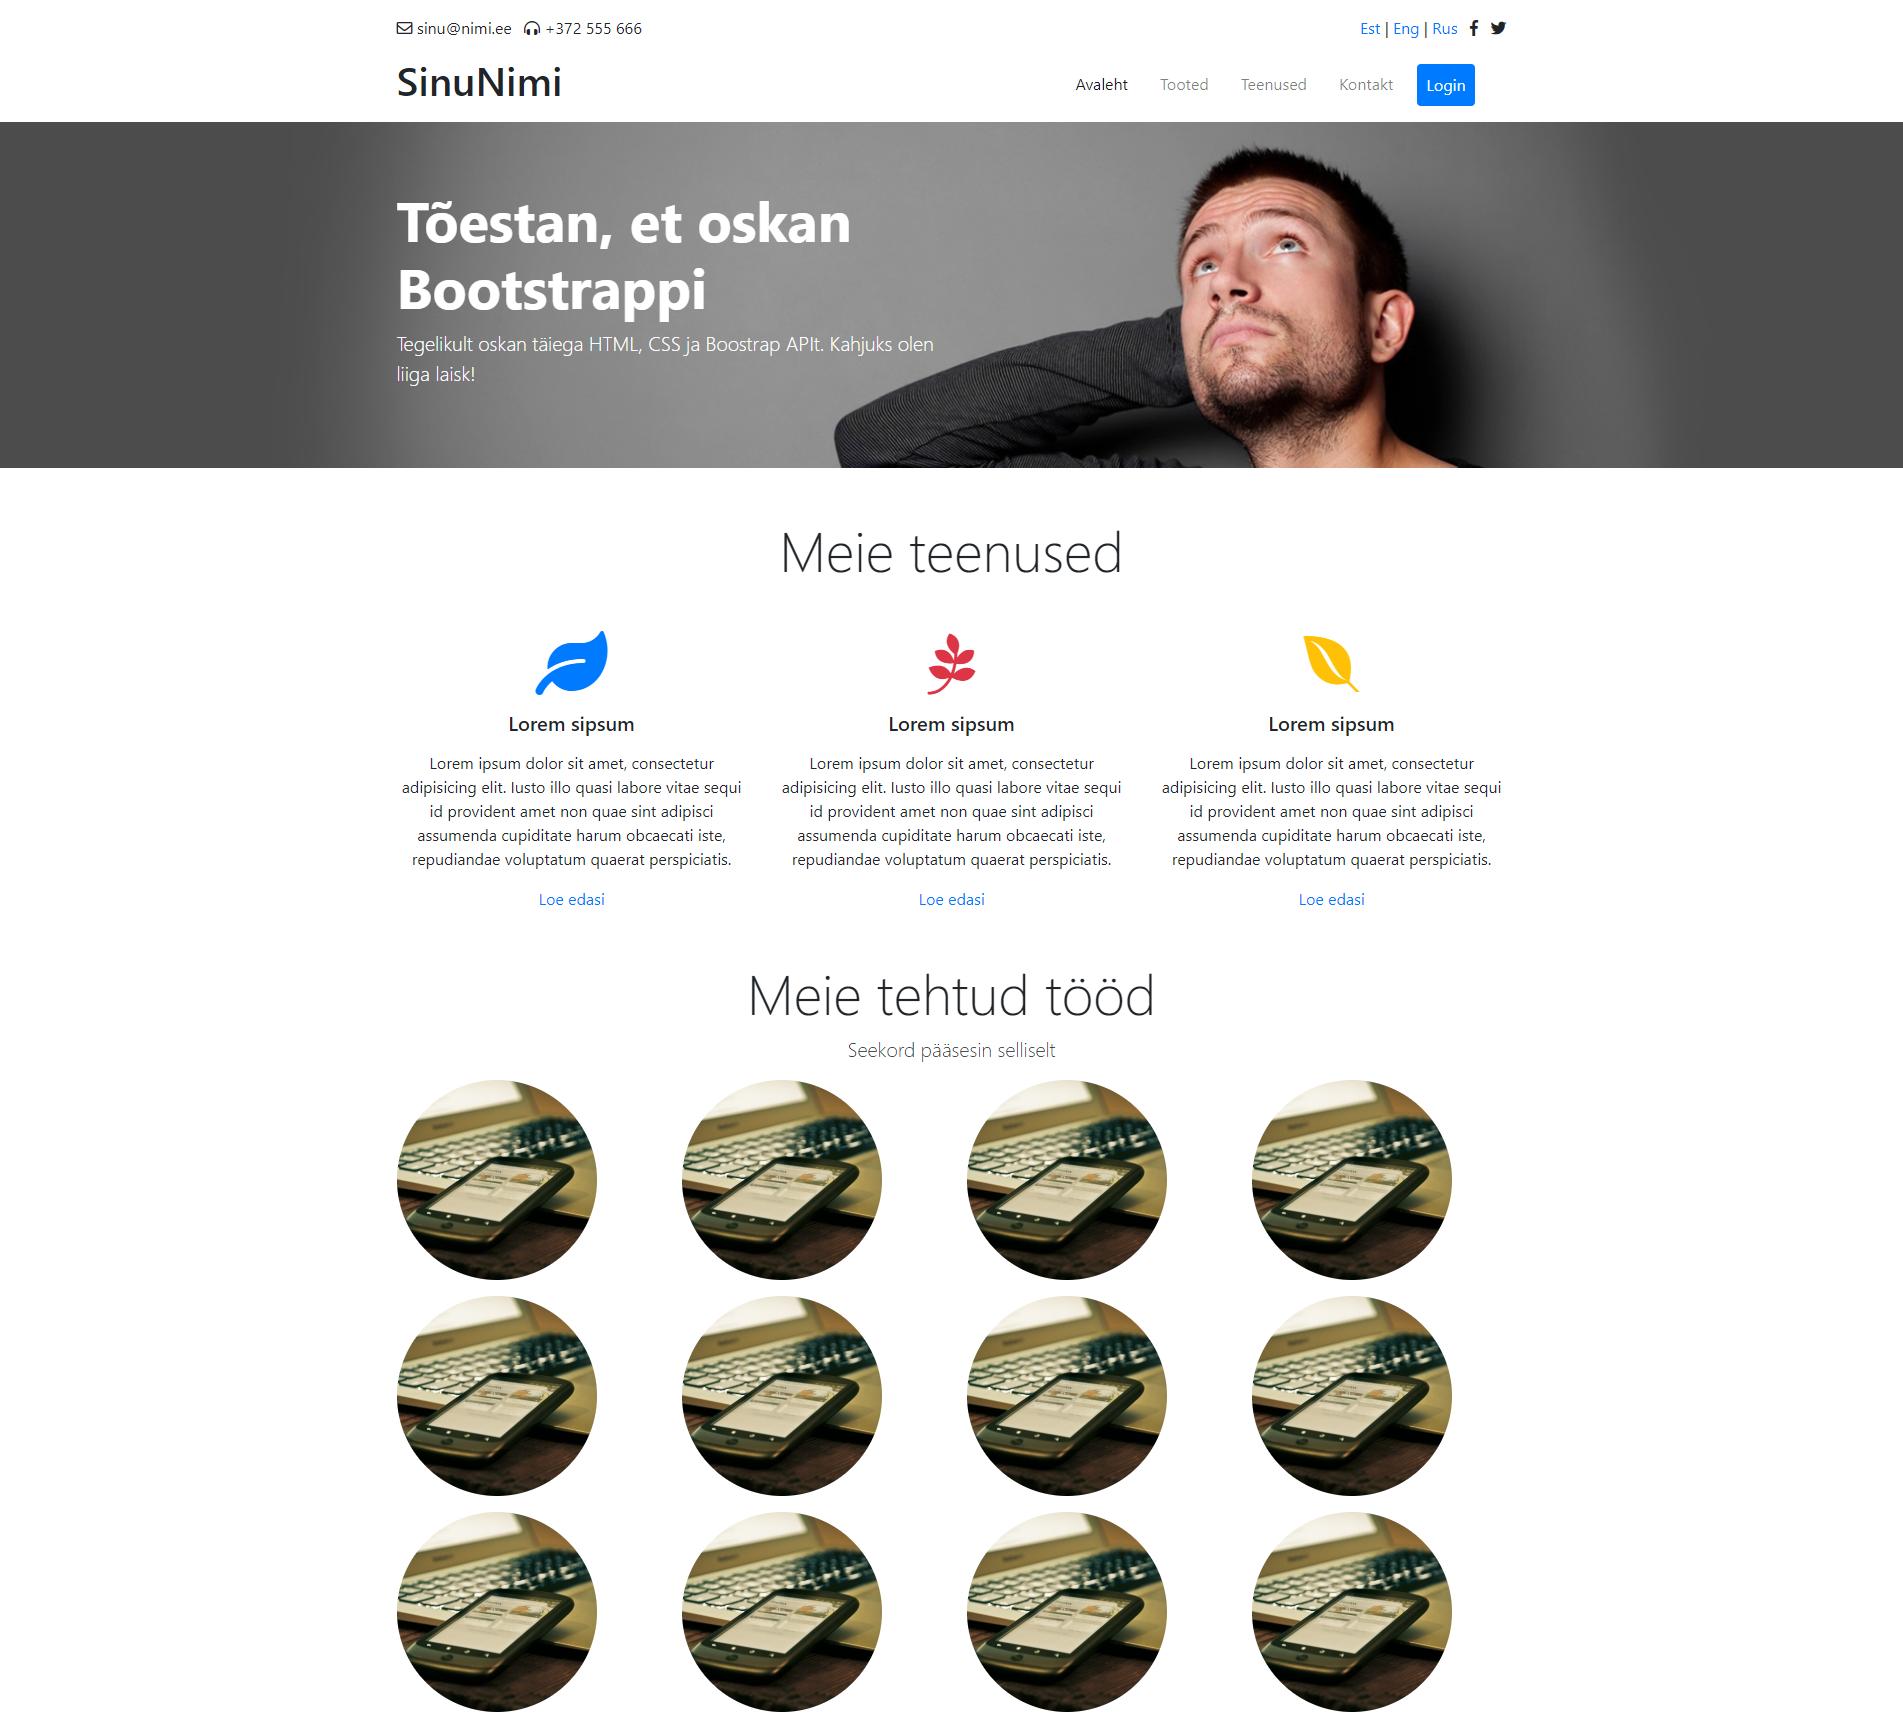 sinu@nimi.ee +372 555 666
Est | Eng | Rus
SinuNimi
Avaleht Tooted Teenused Kontakt Login
Tõestan, et oskan
Bootstrappi
Tegelikult oskan täiega HTML, CSS ja Boostrap APIt. Kahjuks olen
liiga laisk!
Meie teenused
Lorem sipsum
Lorem ipsum dolor sit amet, consectetur
adipisicing elit. Iusto illo quasi labore vitae sequi
id provident amet non quae sint adipisci
assumenda cupiditate harum obcaecati iste,
repudiandae voluptatum quaerat perspiciatis.
Loe edasi
Lorem sipsum
Lorem ipsum dolor sit amet, consectetur
adipisicing elit. Iusto illo quasi labore vitae sequi
id provident amet non quae sint adipisci
assumenda cupiditate harum obcaecati iste,
repudiandae voluptatum quaerat perspiciatis.
Loe edasi
Lorem sipsum
Lorem ipsum dolor sit amet, consectetur
adipisicing elit. Iusto illo quasi labore vitae sequi
id provident amet non quae sint adipisci
assumenda cupiditate harum obcaecati iste,
repudiandae voluptatum quaerat perspiciatis.
Loe edasi
Meie tehtud tööd
Seekord pääsesin selliselt